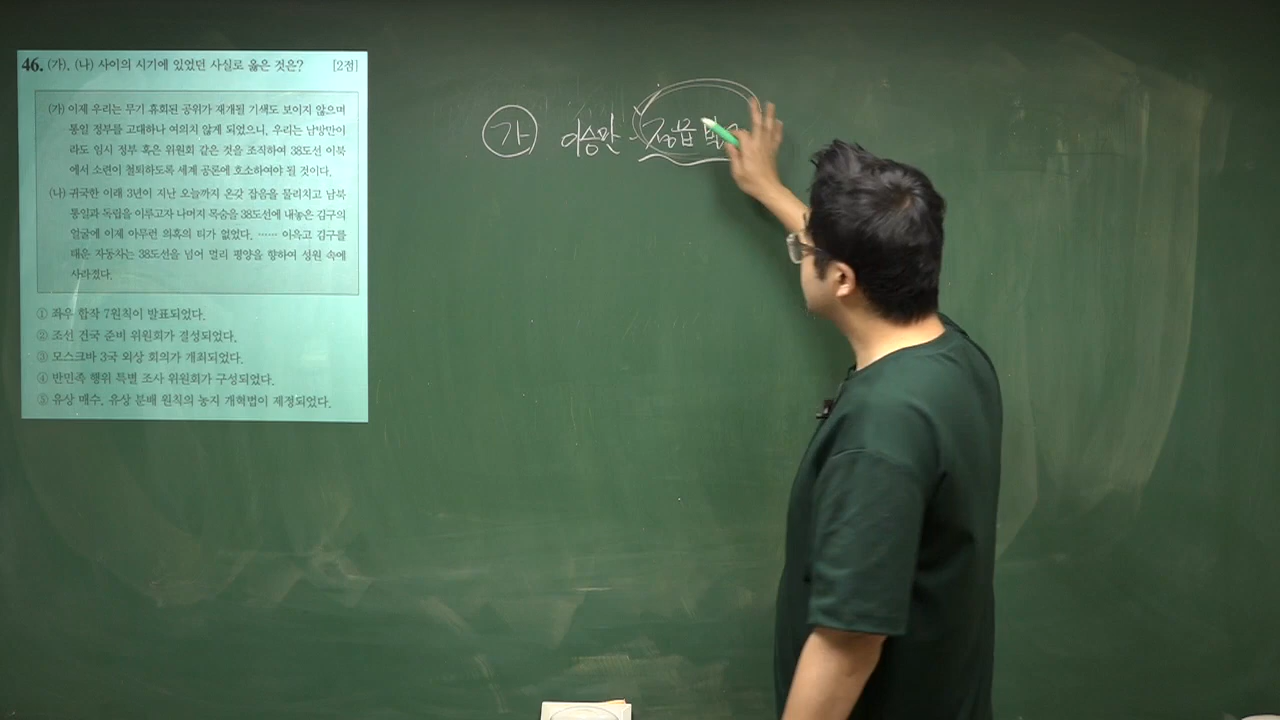 46. (가), (나) 사이의 시기에 있었던 사실로 옳은 것은? [2점]
(가) 이제 우리는 무기 휴회된 공위가 재개될 기색도 보이지 않으며
통일 정부를 고대하나 여의치 않게 되었으니, 우리는 남방만이
라도 임시 정부 혹은 위원회 같은 것을 조직하여 38도선 이북
에서 소련이 철퇴하도록 세계 공론에 호소하여야 될 것이다.
(나) 귀국한 이래 3년이 지난 오늘까지 온갖 잡음을 물리치고 남북
통일과 독립을 이루고자 나머지 목숨을 38도선에 내놓은 김구의
얼굴에 이제 아무런 의혹의 티가 없었다. …… 이윽고 김구를
태운 자동차는 38도선을 넘어 멀리 평양을 향하여 성원 속에
사라졌다.
① 좌우 합작 7원칙이 발표되었다.
② 조선 건국 준비 위원회가 결성되었다.
③ 모스크바 3국 외상 회의가 개최되었다.
④ 반민족 행위 특별 조사 위원회가 구성되었다.
⑤ 유상 매수, 유상 분배 원칙의 농지 개혁법이 제정되었다.
가 이승만 정읍